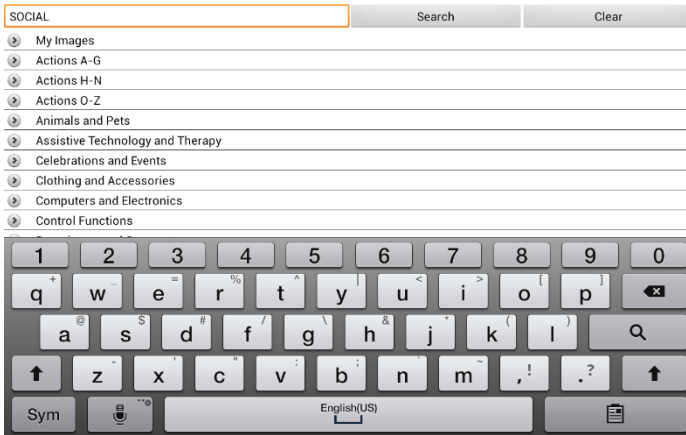 SOCIAL Search Clear
My Images
Actions A-G
Actions H-N
Actions O-Z
Animals and Pets
Assistive Technology and Therapy
Celebrations and Events
Clothing and Accessories
Computers and Electronics
Control Functions
1 2 3 4 5 6 7 8 9 0
q + w _ e = r % t ^ y | u < i > o [ p ]
a @ s $ d # f / g \ h & j * k ( l )
z - x ' c " v : b ; n m ~ , ! . ?
Sym English(US)